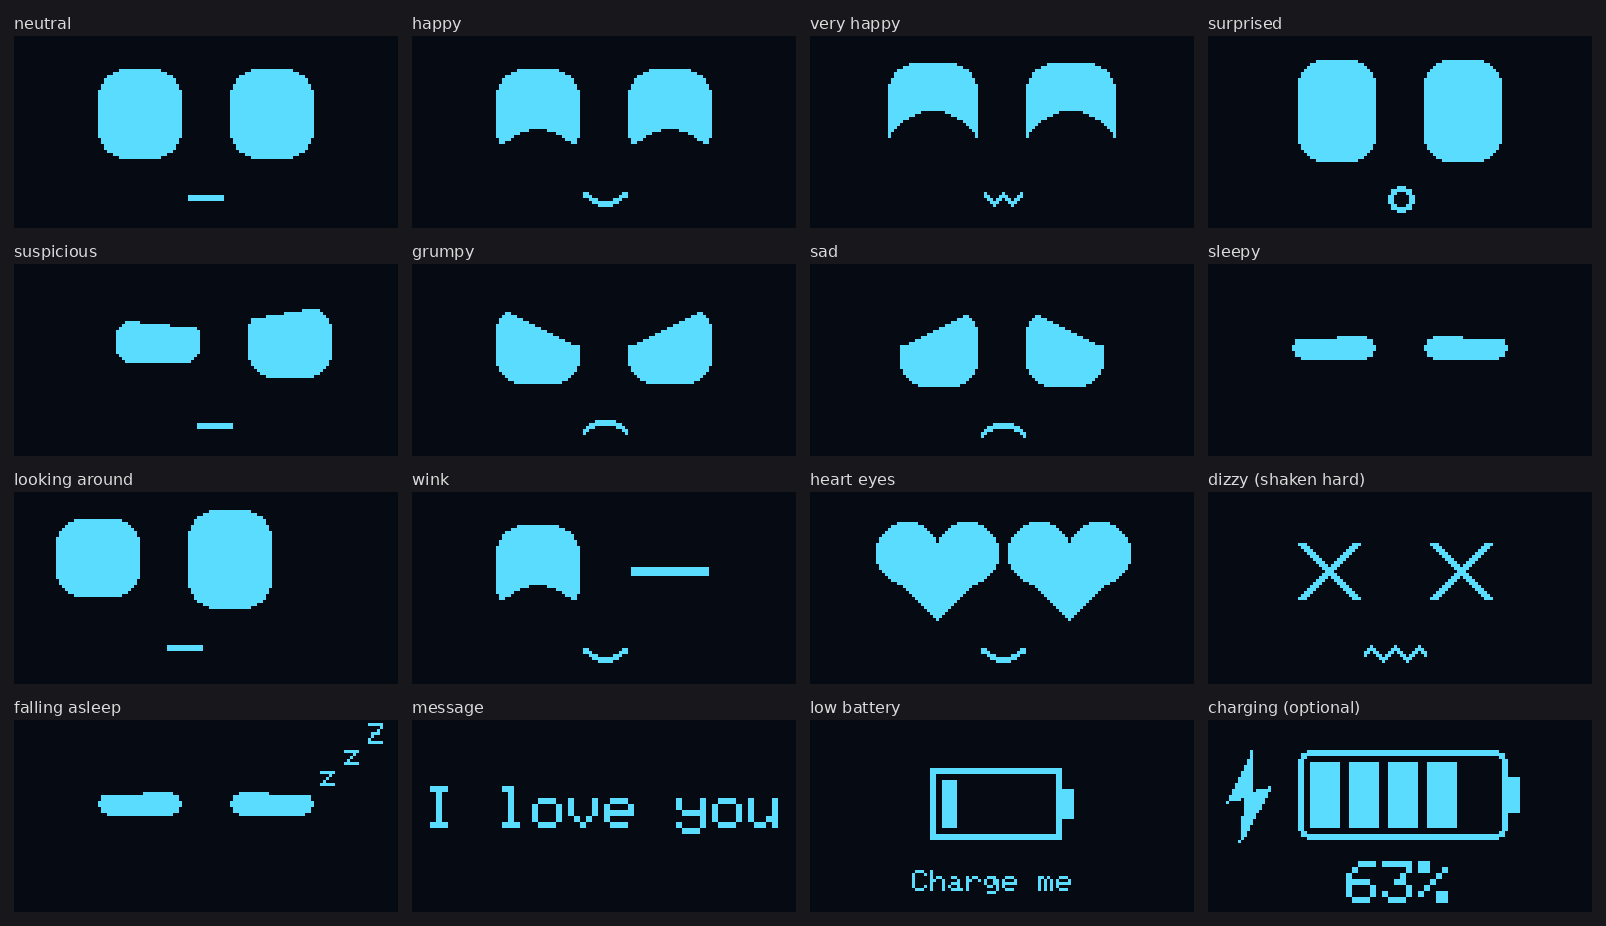 neutral
happy
very happy
surprised
suspicious
grumpy
sad
sleepy
looking around
wink
heart eyes
dizzy (shaken hard)
falling asleep
z z z
message
I love you
low battery
Charge me
charging (optional)
63%